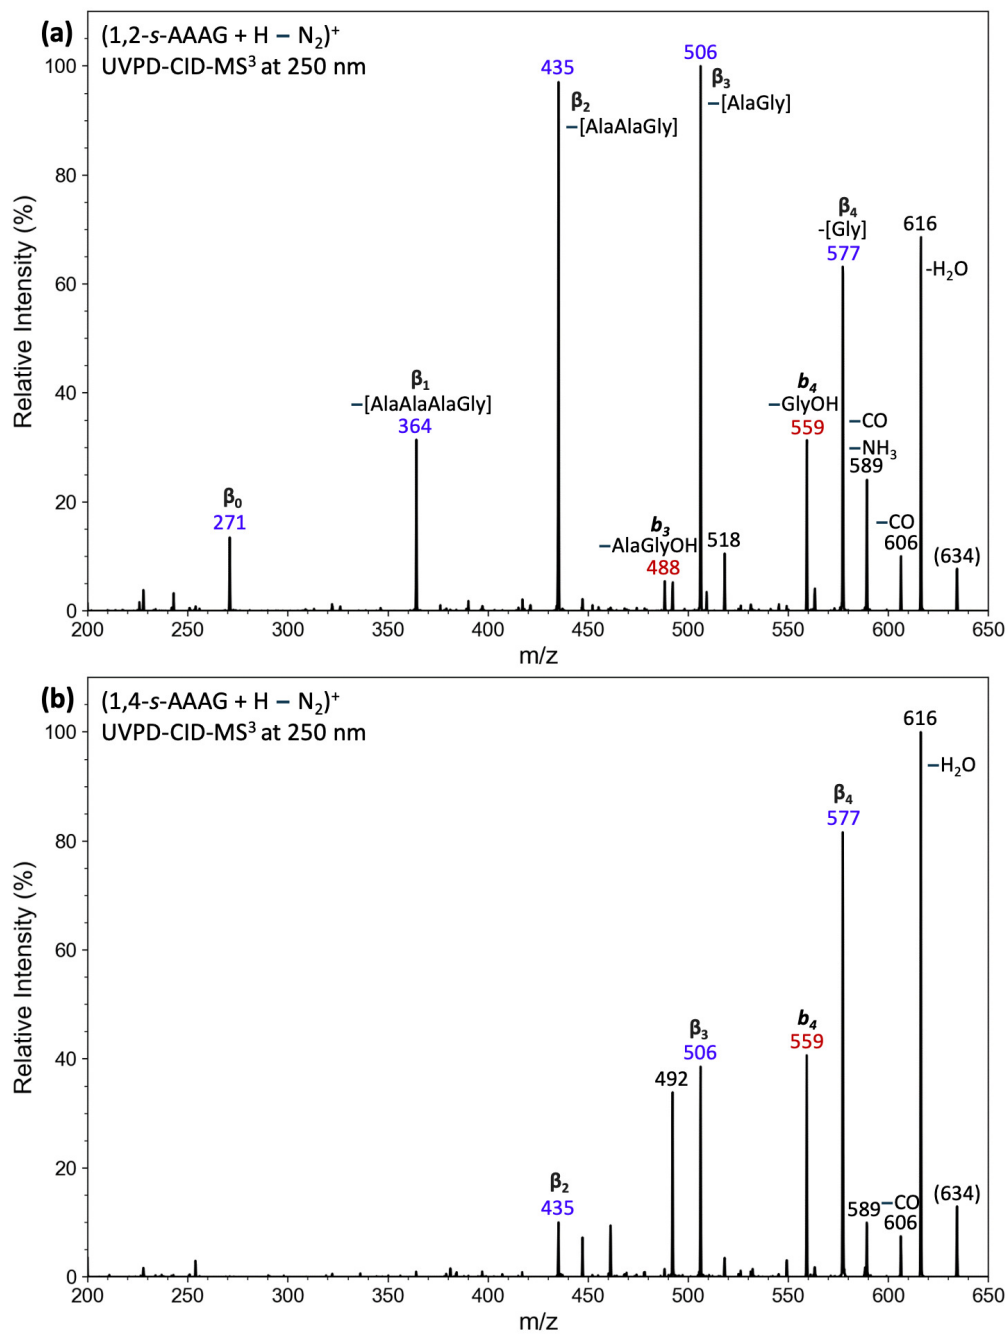 (a) (1,2-s-AAAG + H − N₂)⁺
UVPD-CID-MS³ at 250 nm
Relative Intensity (%)
100
80
60
40
20
0
β₀
271
β₁
−[AlaAlaAlaGly]
364
435
β₂
−[AlaAlaGly]
b₃
−AlaGlyOH
488
506
β₃
−[AlaGly]
518
b₄
−GlyOH
559
β₄
-[Gly]
577
−CO
−NH₃
589
−CO
606
616
-H₂O
(634)
200 250 300 350 400 450 500 550 600 650
m/z
(b) (1,4-s-AAAG + H − N₂)⁺
UVPD-CID-MS³ at 250 nm
Relative Intensity (%)
100
80
60
40
20
0
β₂
435
492
β₃
506
b₄
559
β₄
577
589
−CO
606
616
−H₂O
(634)
200 250 300 350 400 450 500 550 600 650
m/z